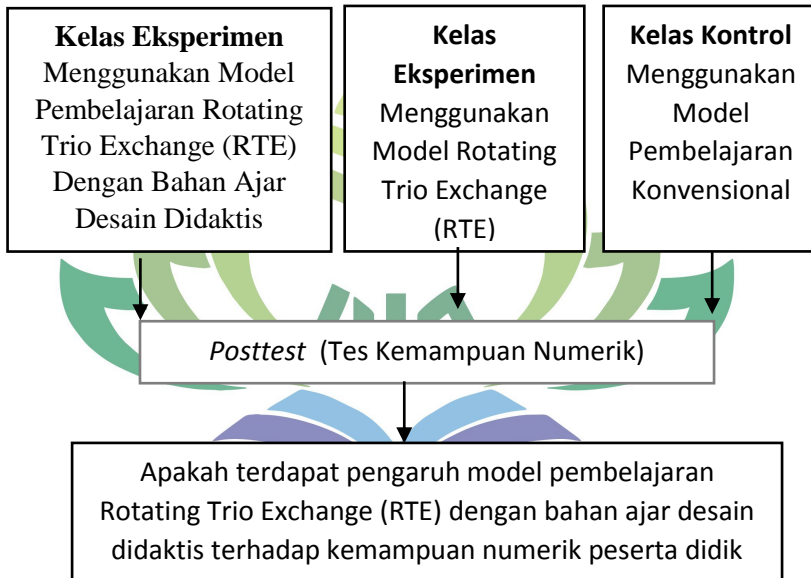 Kelas Eksperimen
Menggunakan Model
Pembelajaran Rotating
Trio Exchange (RTE)
Dengan Bahan Ajar
Desain Didaktis
Kelas
Eksperimen
Menggunakan
Model Rotating
Trio Exchange
(RTE)
Kelas Kontrol
Menggunakan
Model
Pembelajaran
Konvensional
Posttest (Tes Kemampuan Numerik)
Apakah terdapat pengaruh model pembelajaran
Rotating Trio Exchange (RTE) dengan bahan ajar desain
didaktis terhadap kemampuan numerik peserta didik